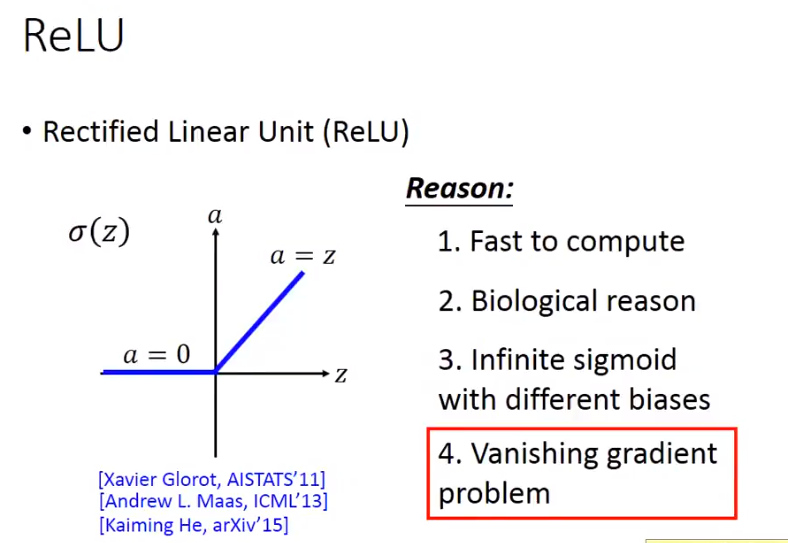 ReLU
• Rectified Linear Unit (ReLU)
σ(z)
a
a = z
a = 0
z
[Xavier Glorot, AISTATS’11]
[Andrew L. Maas, ICML’13]
[Kaiming He, arXiv’15]
Reason:
1. Fast to compute
2. Biological reason
3. Infinite sigmoid
with different biases
4. Vanishing gradient
problem